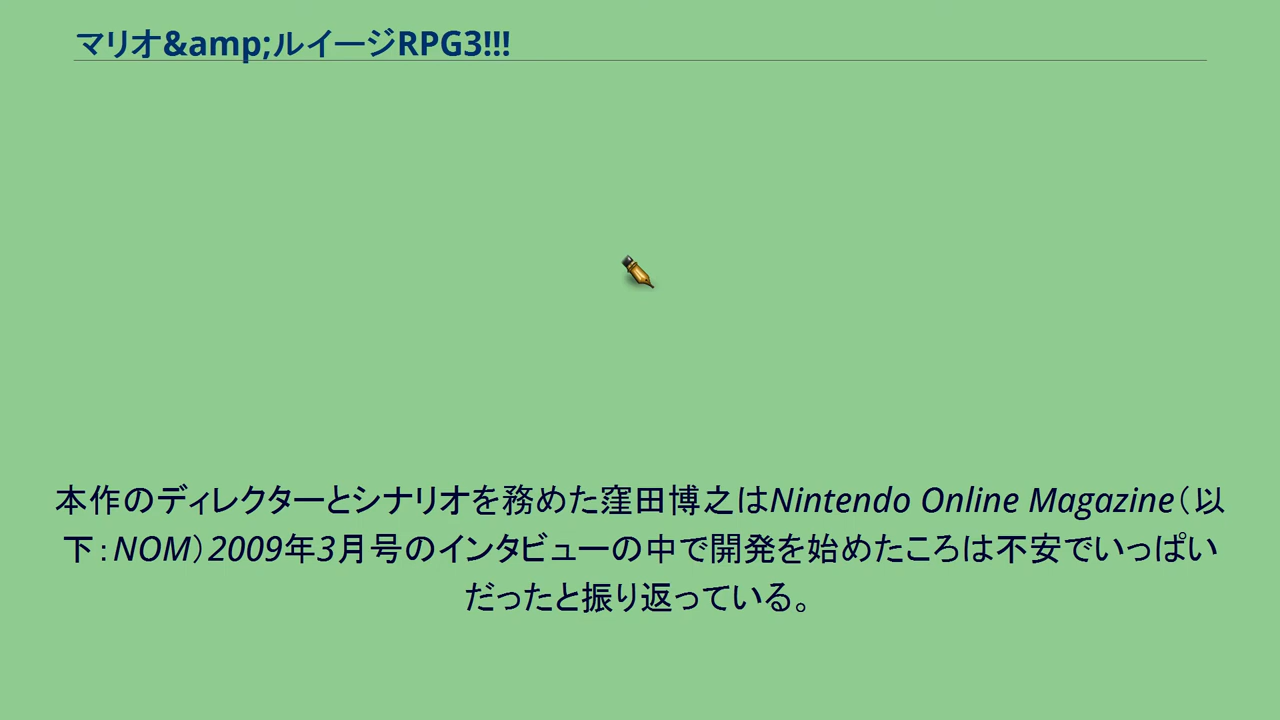 マリオ&amp;ルイージRPG3!!!
本作のディレクターとシナリオを務めた窪田博之はNintendo Online Magazine（以
下：NOM）2009年3月号のインタビューの中で開発を始めたころは不安でいっぱい
だったと振り返っている。